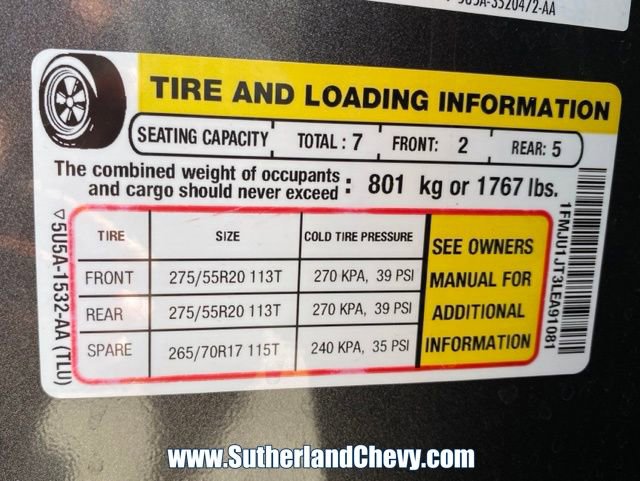 5U5A-3520472-AA
TIRE AND LOADING INFORMATION
SEATING CAPACITY TOTAL : 7 FRONT: 2 REAR: 5
The combined weight of occupants
and cargo should never exceed : 801 kg or 1767 lbs.
TIRE SIZE COLD TIRE PRESSURE
FRONT 275/55R20 113T 270 KPA, 39 PSI
REAR 275/55R20 113T 270 KPA, 39 PSI
SPARE 265/70R17 115T 240 KPA, 35 PSI
SEE OWNERS
MANUAL FOR
ADDITIONAL
INFORMATION
▽5U5A-1532-AA (TLU)
1FMJU1JT3LEA91081
www.SutherlandChevy.com